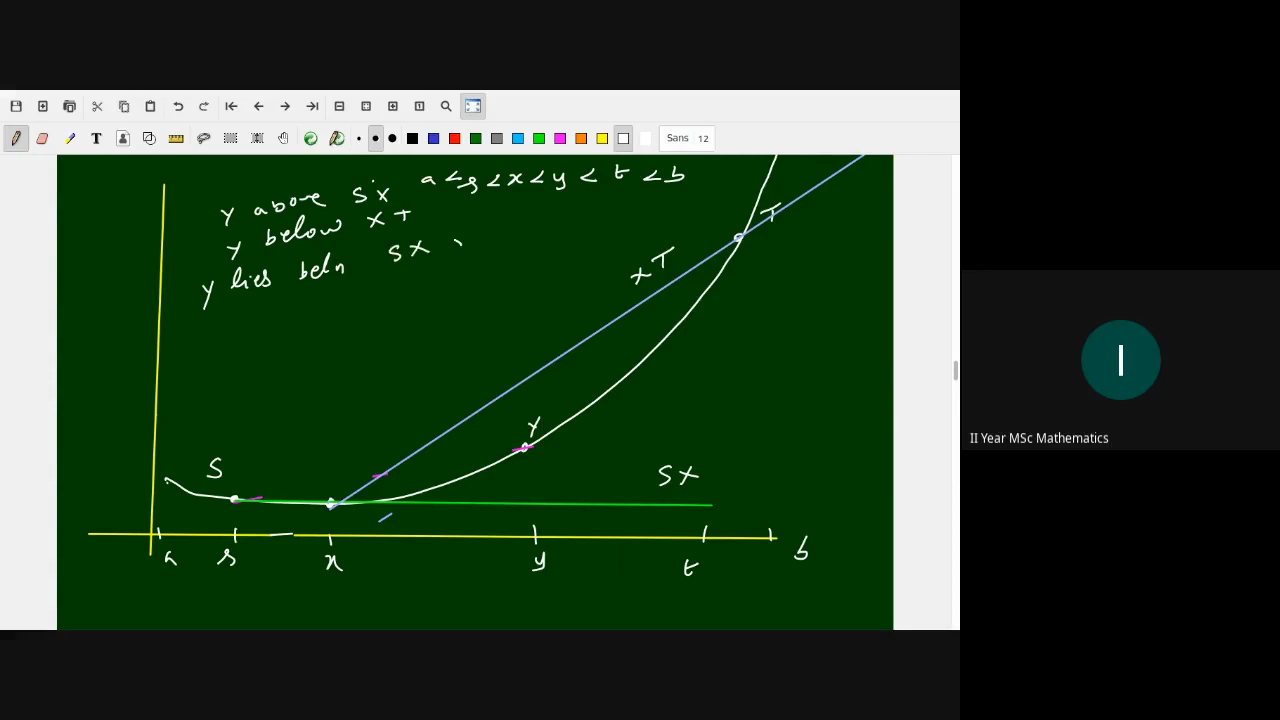 Sans 12
a < s < x < y < t < b
Y above SX
Y below XT
Y lies betn SX
T
XT
Y
S
SX
a s x y t b
I
II Year MSc Mathematics